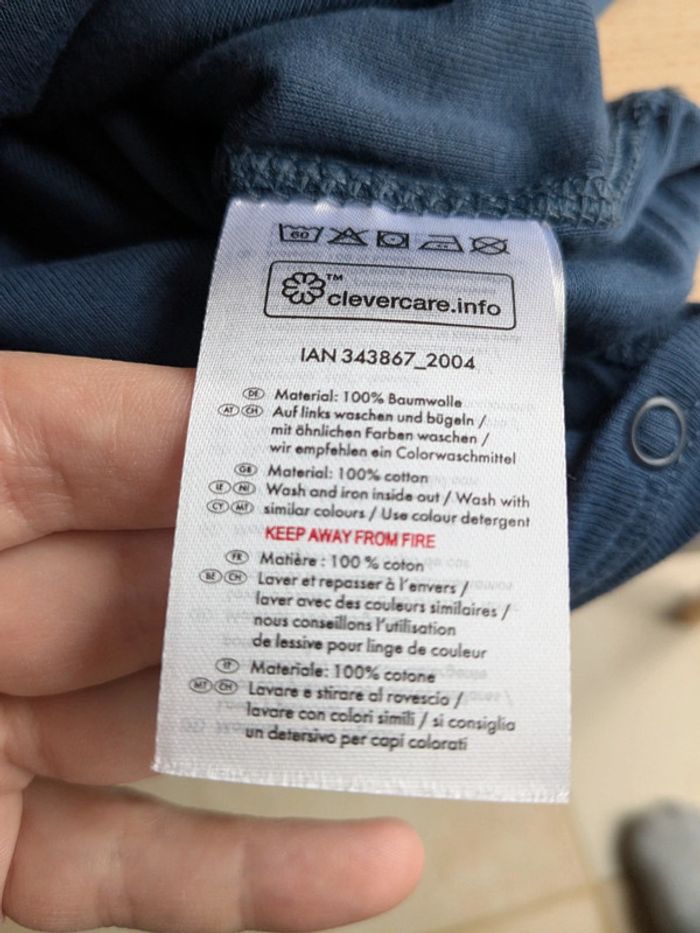 60
™
clevercare.info
IAN 343867_2004
DE Material: 100% Baumwolle
AT CH Auf links waschen und bügeln /
mit ähnlichen Farben waschen /
wir empfehlen ein Colorwaschmittel
GB Material: 100% cotton
IE NI Wash and iron inside out / Wash with
CY MT similar colours / Use colour detergent
KEEP AWAY FROM FIRE
FR Matière : 100 % coton
BE CH Laver et repasser à l'envers /
laver avec des couleurs similaires /
nous conseillons l'utilisation
de lessive pour linge de couleur
IT Materiale: 100% cotone
MT CH Lavare e stirare al rovescio /
lavare con colori simili / si consiglia
un detersivo per capi colorati